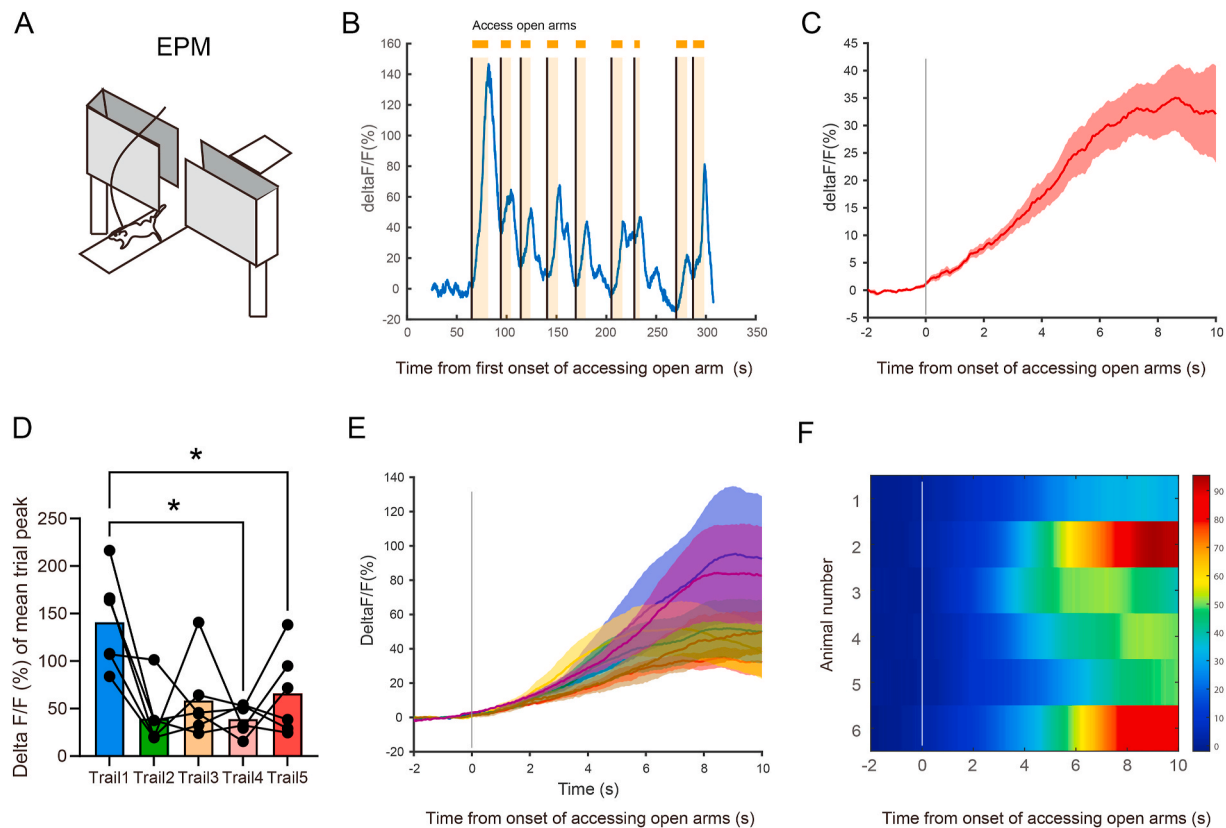 A
EPM
B
Access open arms
160
140
120
100
80
60
40
20
0
-20
deltaF/F(%)
0 50 100 150 200 250 300 350
Time from first onset of accessing open arm (s)
C
45
40
35
30
25
20
15
10
5
0
-5
deltaF/F(%)
-2 0 2 4 6 8 10
Time from onset of accessing open arms (s)
D
*
*
250
200
150
100
50
0
Delta F/F (%) of mean trial peak
Trail1 Trail2 Trail3 Trail4 Trail5
E
140
120
100
80
60
40
20
0
-20
DeltaF/F(%)
-2 0 2 4 6 8 10
Time (s)
Time from onset of accessing open arms (s)
F
1
2
3
4
5
6
Animal number
-2 0 2 4 6 8 10
90
80
70
60
50
40
30
20
10
0
Time from onset of accessing open arms (s)